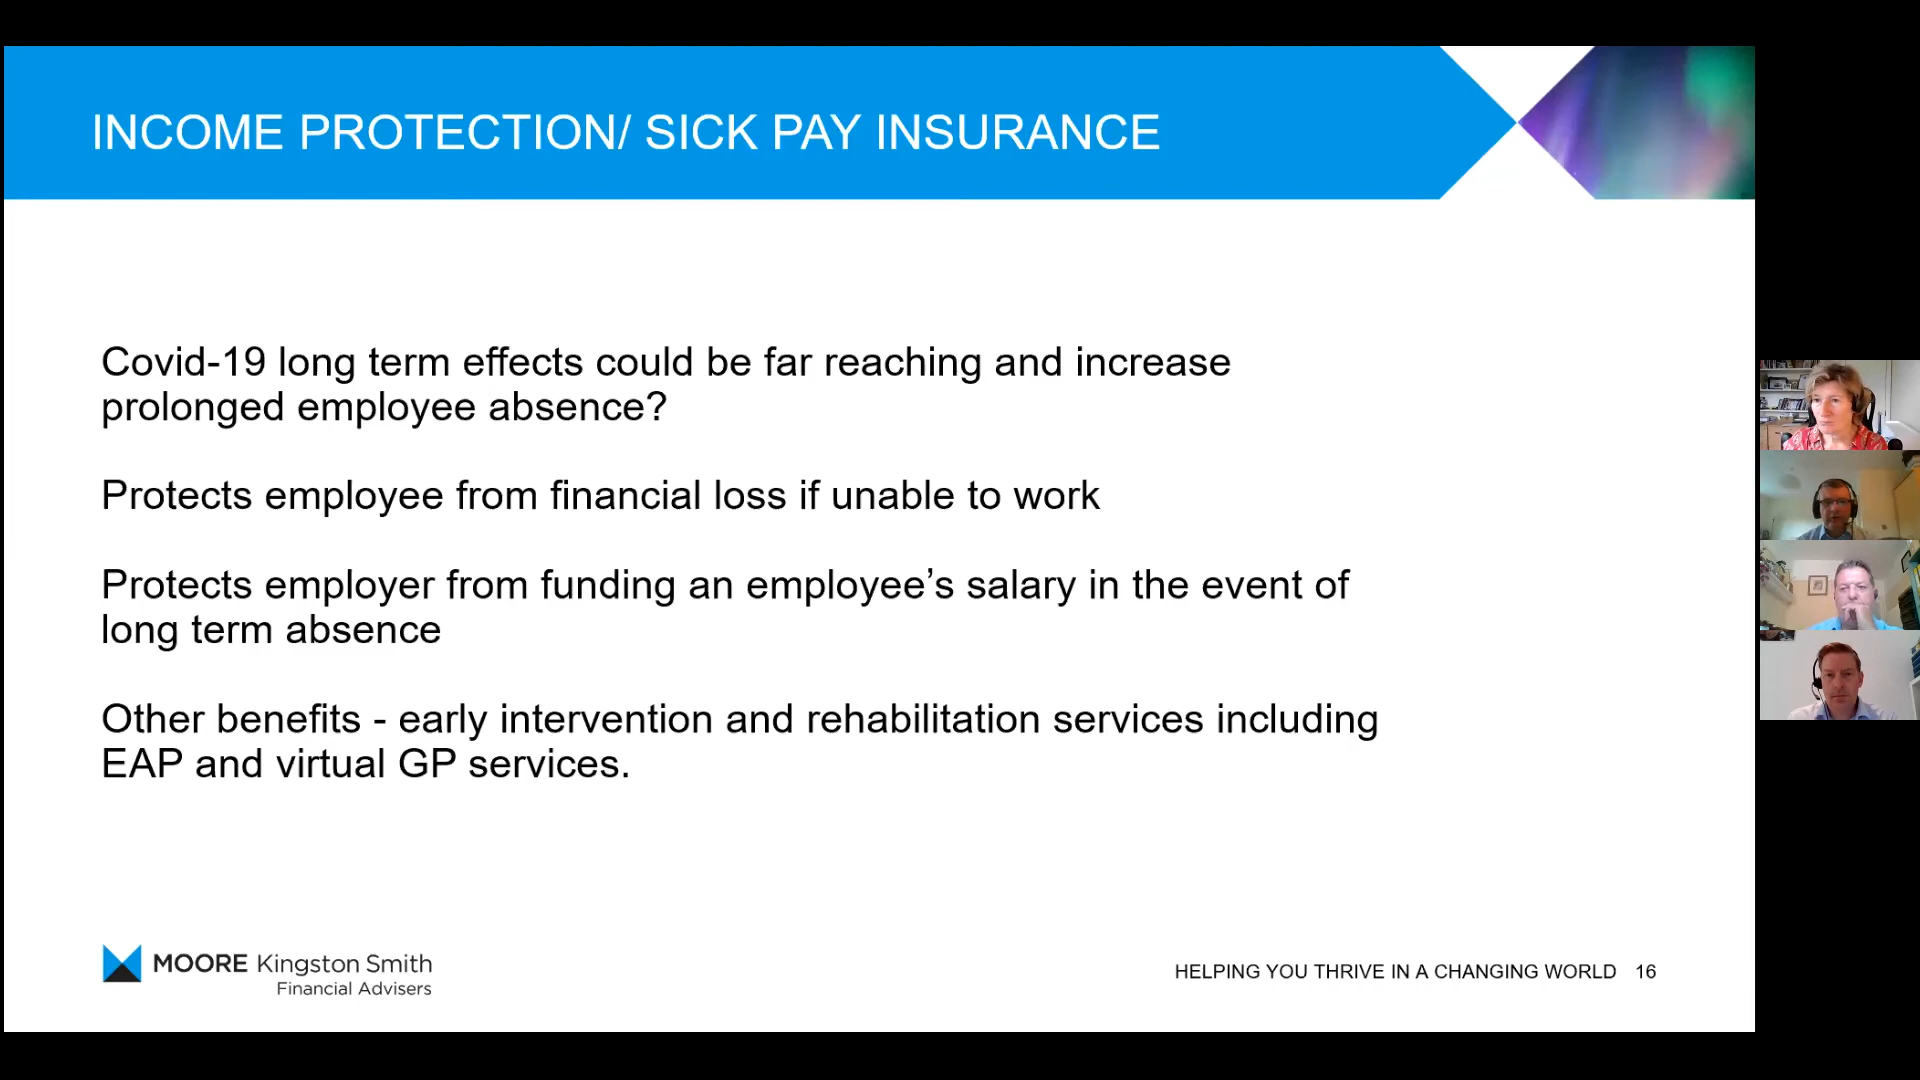 INCOME PROTECTION/ SICK PAY INSURANCE
Covid-19 long term effects could be far reaching and increase
prolonged employee absence?
Protects employee from financial loss if unable to work
Protects employer from funding an employee’s salary in the event of
long term absence
Other benefits - early intervention and rehabilitation services including
EAP and virtual GP services.
MOORE Kingston Smith
Financial Advisers
HELPING YOU THRIVE IN A CHANGING WORLD 16